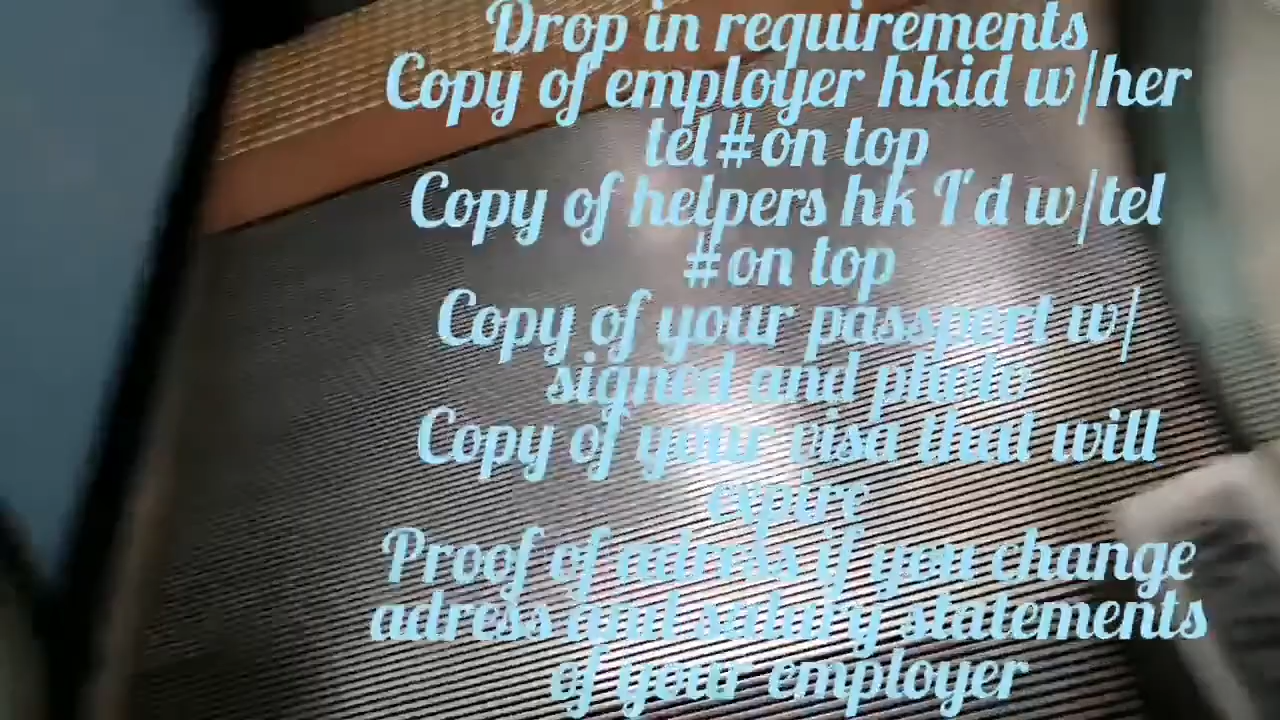 Drop in requirements
Copy of employer hkid w/her
tel#on top
Copy of helpers hk I'd w/tel
#on top
Copy of your passport w/
signed and photo
Copy of your visa that will
expire
Proof of adress if you change
adress and salary statements
of your employer